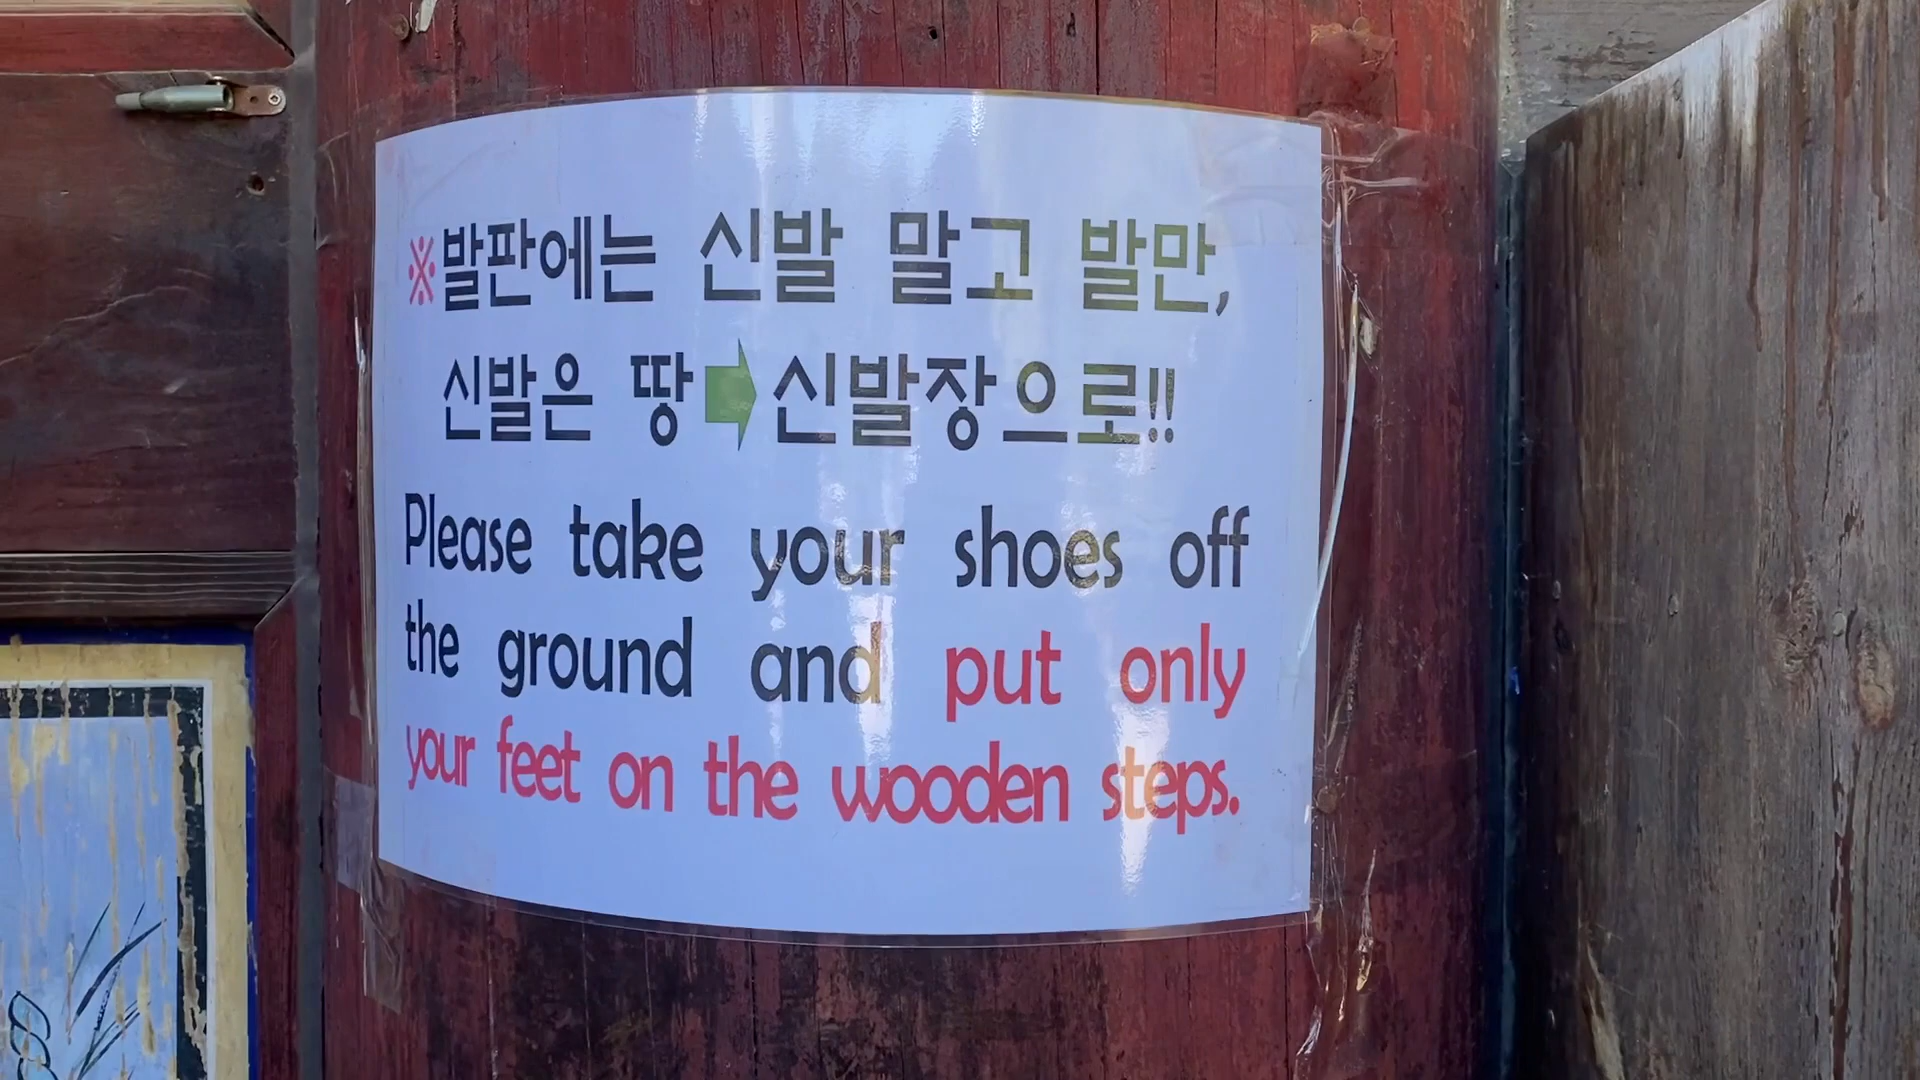 ※발판에는 신발 말고 발만,
신발은 땅➡신발장으로!!
Please take your shoes off
the ground and put only
your feet on the wooden steps.